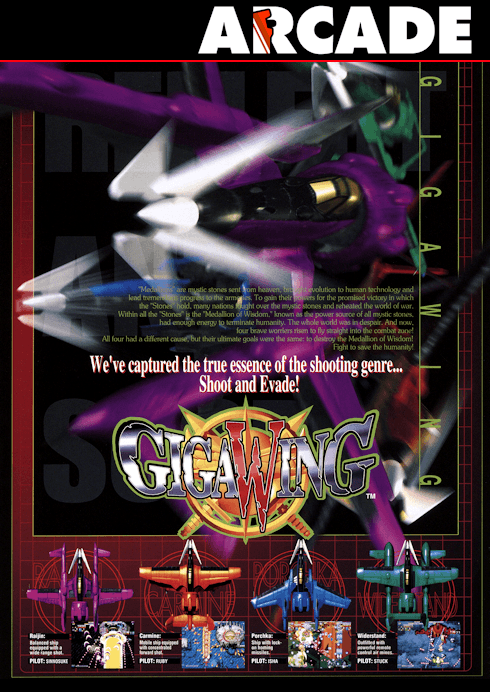 ARCADE
GIGAWING
"Medallions" are mystic stones sent from heaven, brought evolution to human technology and
lead tremendous progress to the armories. To gain their powers for the promised victory in which
the "Stones" hold, many nations fought over the mystic stones and reheated the world of war.
Within all the "Stones" is the "Medallion of Wisdom," known as the power source of all mystic stones,
had enough energy to terminate humanity. The whole world was in despair. And now,
four brave warriors risen to fly straight into the combat zone!
All four had a different cause, but their ultimate goals were the same: to destroy the Medallion of Wisdom!
Fight to save the humanity!
We've captured the true essence of the shooting genre...
Shoot and Evade!
GIGAWING
TM
Raijin:
Balanced ship
equipped with a
wide range shot.
PILOT: SINNOSUKE
Carmine:
Mobile ship equipped
with concentrated
forward shot.
PILOT: RUBY
Porchka:
Ship with lock-
on homing
missiles.
PILOT: ISHA
Widerstand:
Outfitted with
powerful remote
control air mines.
PILOT: STUCK